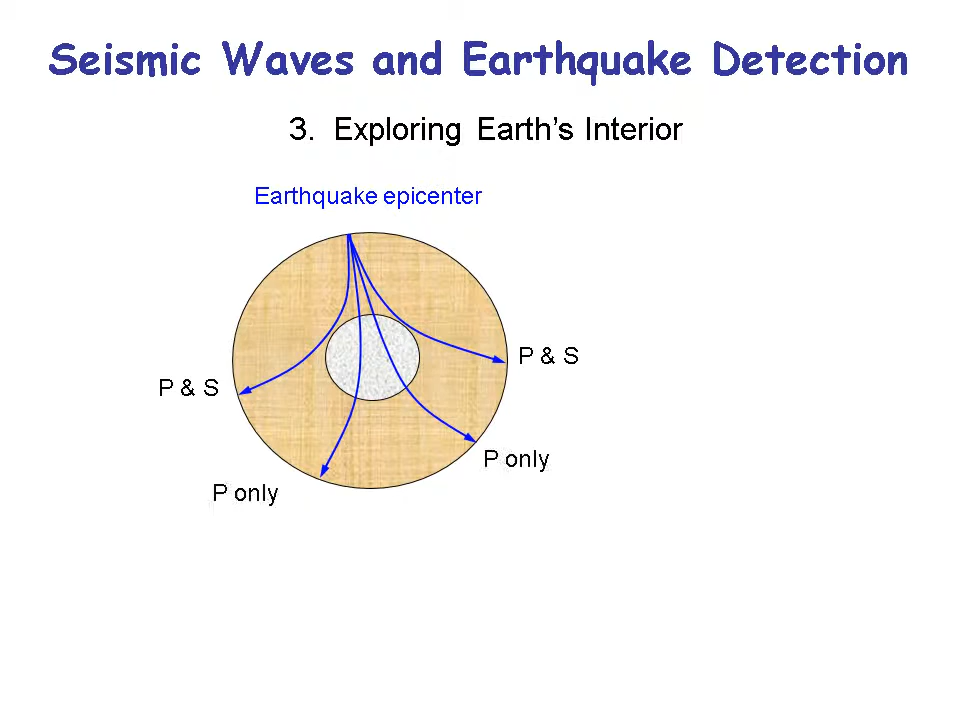 Seismic Waves and Earthquake Detection
3. Exploring Earth’s Interior
Earthquake epicenter
P & S
P & S
P only
P only